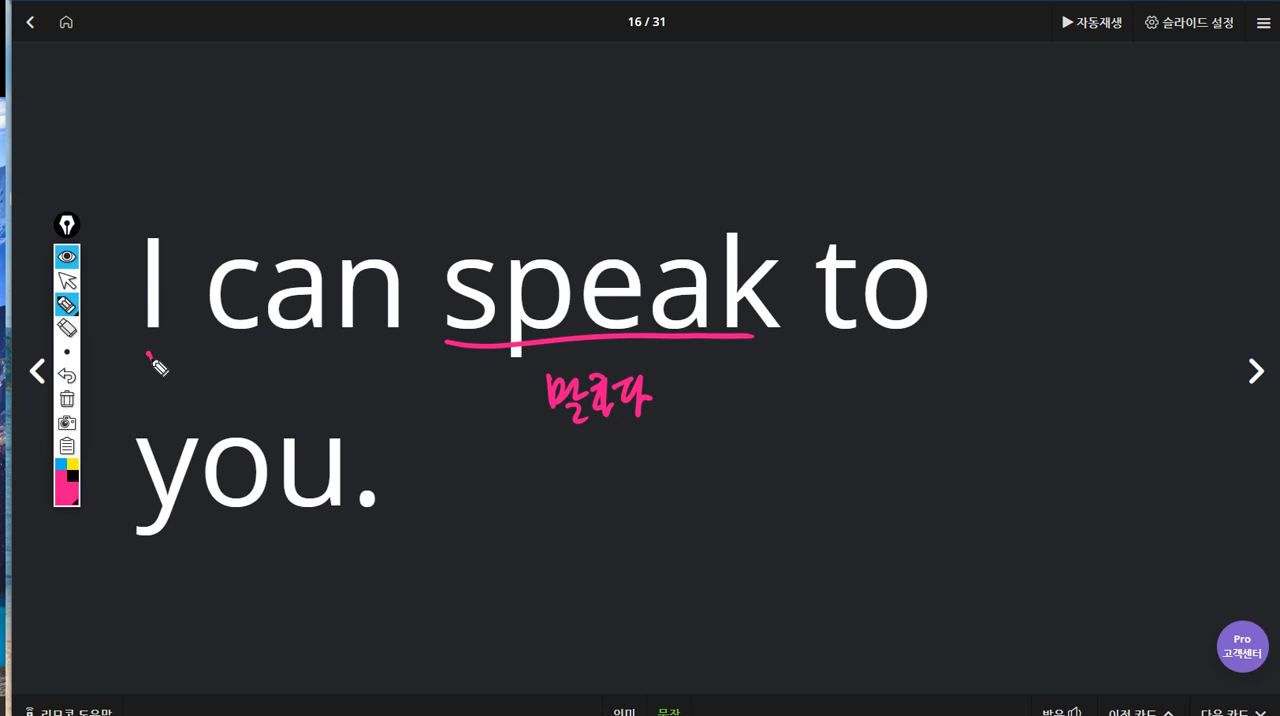 16 / 31
▶ 자동재생
슬라이드 설정
I can speak to
말하다
you.
Pro
고객센터
리모콘 도움말
의미
문장
발음
이전 카드
다음 카드